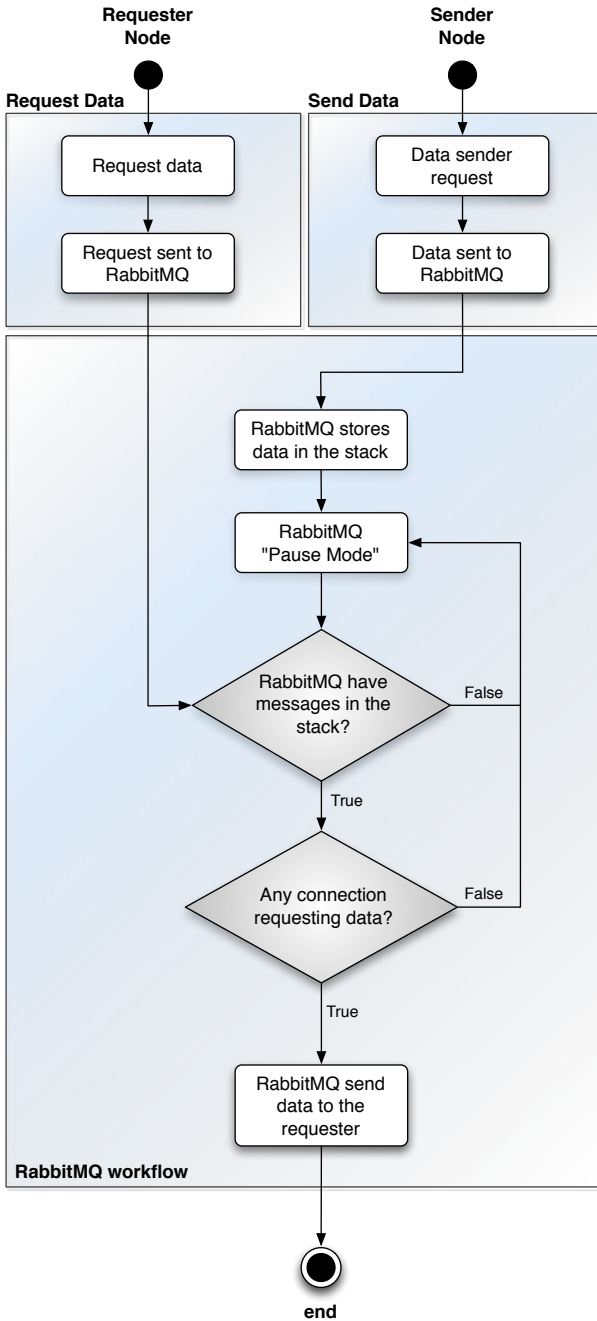 Requester
Node
Sender
Node
Request Data
Send Data
Request data
Data sender
request
Request sent to
RabbitMQ
Data sent to
RabbitMQ
RabbitMQ stores
data in the stack
RabbitMQ
"Pause Mode"
RabbitMQ have
messages in the
stack?
False
True
Any connection
requesting data?
False
True
RabbitMQ send
data to the
requester
RabbitMQ workflow
end